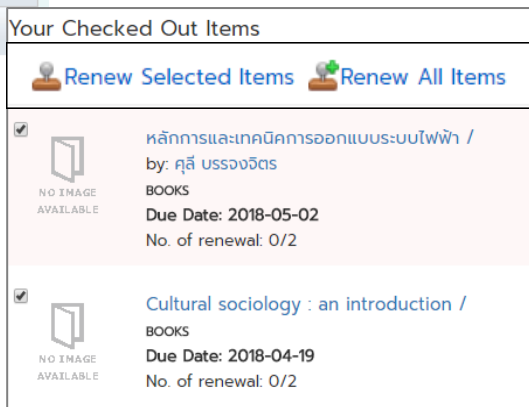 Your Checked Out Items
Renew Selected Items Renew All Items
หลักการและเทคนิคการออกแบบระบบไฟฟ้า /
by: ศุลี บรรจงจิตร
BOOKS
Due Date: 2018-05-02
No. of renewal: 0/2
NO IMAGE
AVAILABLE
Cultural sociology : an introduction /
BOOKS
Due Date: 2018-04-19
No. of renewal: 0/2
NO IMAGE
AVAILABLE